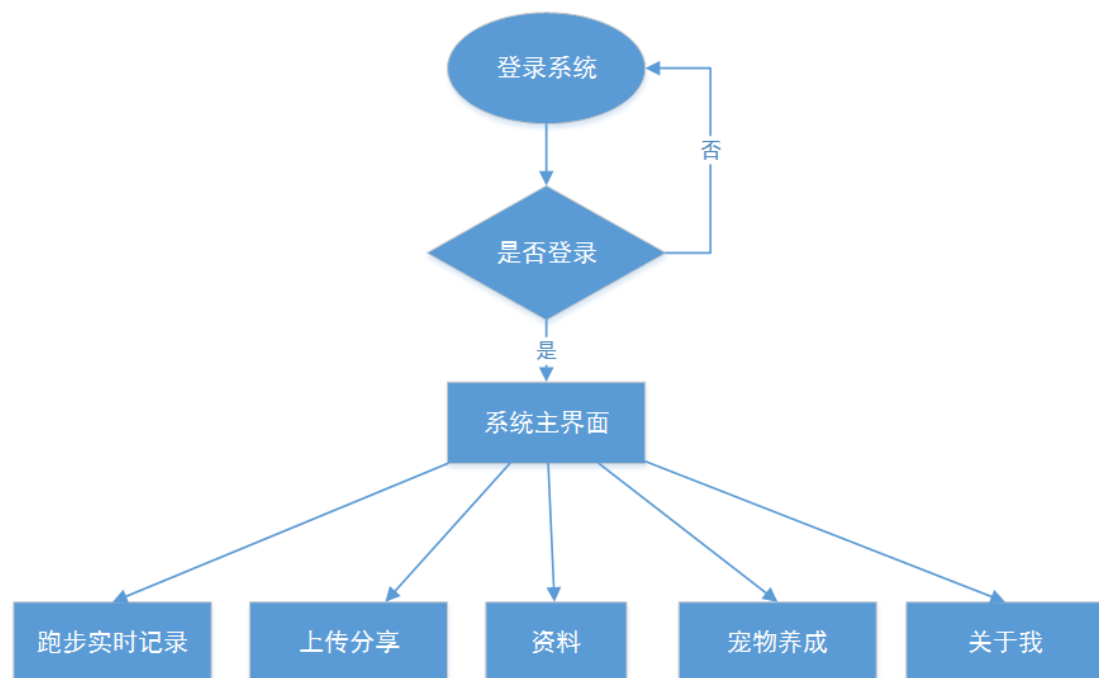 登录系统
否
是否登录
是
系统主界面
跑步实时记录
上传分享
资料
宠物养成
关于我